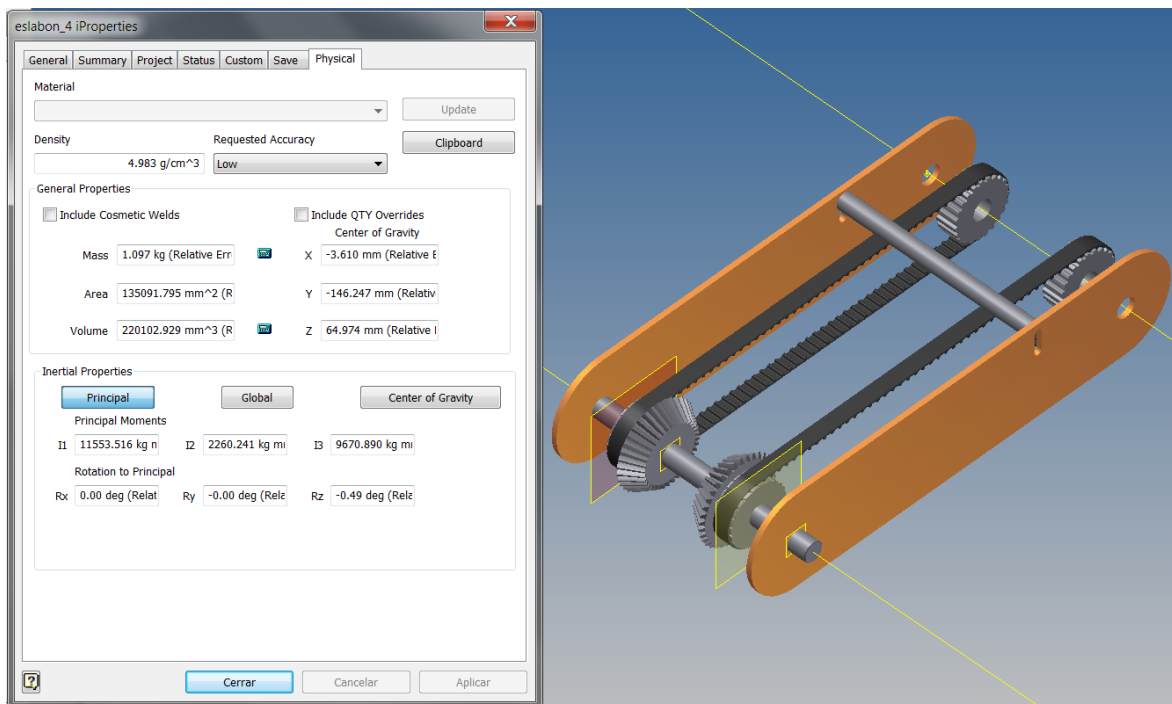 eslabon_4 iProperties
General Summary Project Status Custom Save Physical
Material
Update
Density Requested Accuracy
Clipboard
4.983 g/cm^3 Low
General Properties
Include Cosmetic Welds Include QTY Overrides
Center of Gravity
Mass 1.097 kg (Relative Err X -3.610 mm (Relative E
Area 135091.795 mm^2 (R Y -146.247 mm (Relativ
Volume 220102.929 mm^3 (R Z 64.974 mm (Relative I
Inertial Properties
Principal Global Center of Gravity
Principal Moments
I1 11553.516 kg n I2 2260.241 kg mi I3 9670.890 kg m
Rotation to Principal
Rx 0.00 deg (Relat Ry -0.00 deg (Rela Rz -0.49 deg (Rela
Cerrar Cancelar Aplicar